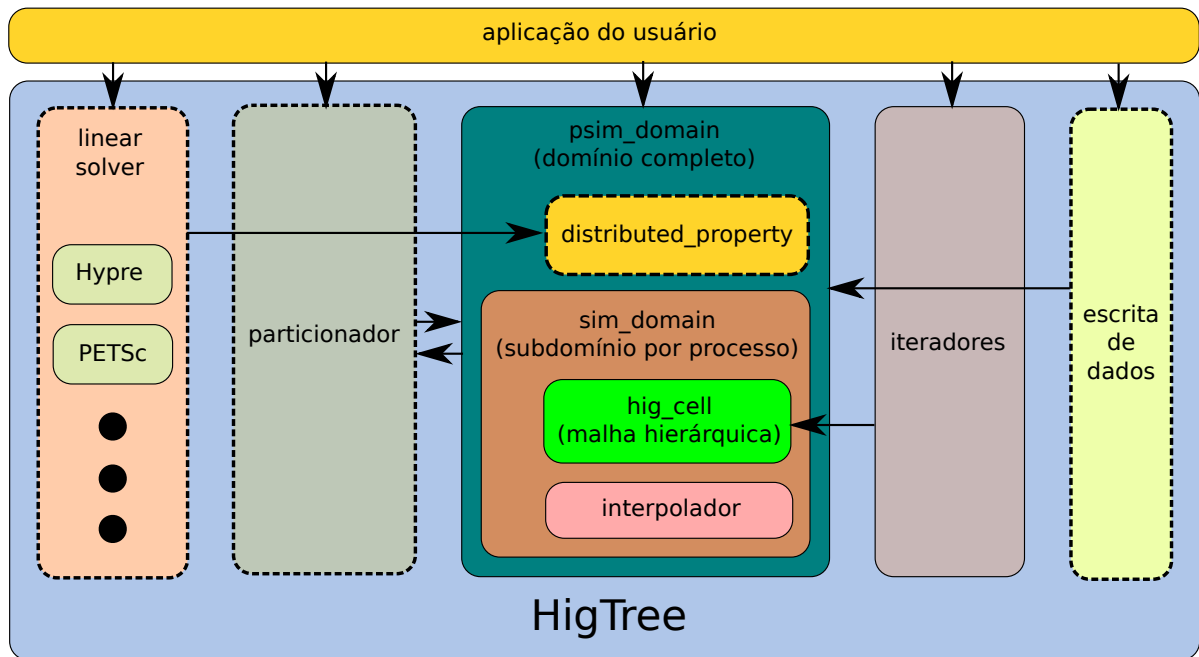 aplicação do usuário
linear
solver
Hypre
PETSc
particionador
psim_domain
(domínio completo)
distributed_property
sim_domain
(subdomínio por processo)
hig_cell
(malha hierárquica)
interpolador
iteradores
escrita
de
dados
HigTree